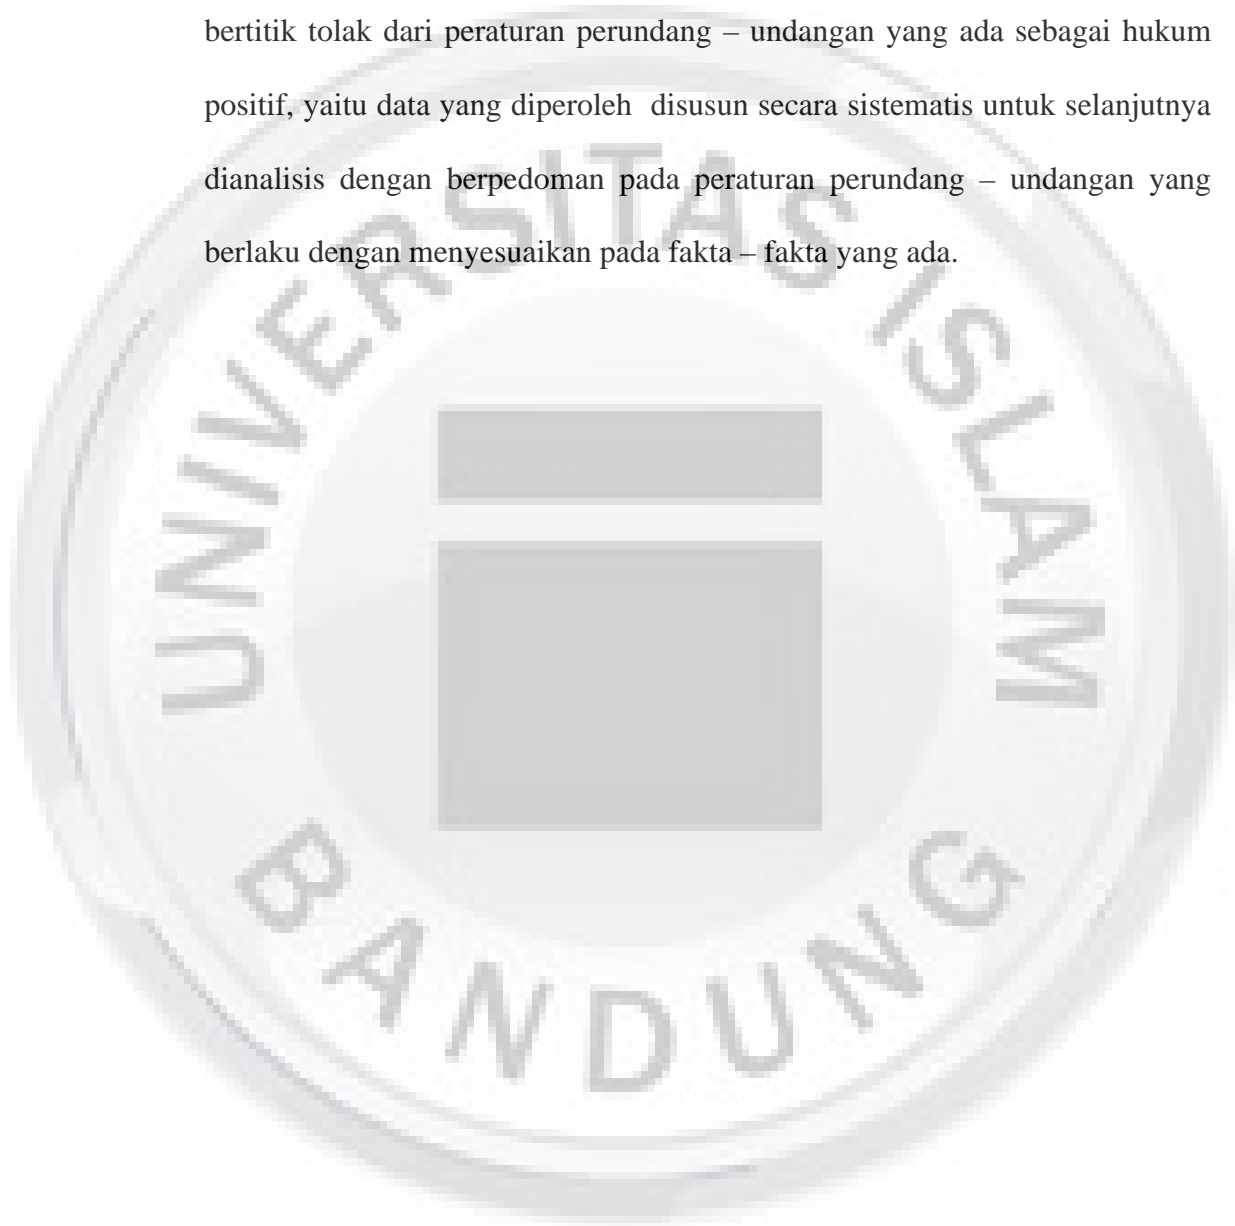 bertitik tolak dari peraturan perundang – undangan yang ada sebagai hukum
positif, yaitu data yang diperoleh  disusun secara sistematis untuk selanjutnya
dianalisis dengan berpedoman pada peraturan perundang – undangan yang
berlaku dengan menyesuaikan pada fakta – fakta yang ada.
UNIVERSITAS ISLAM
BANDUNG